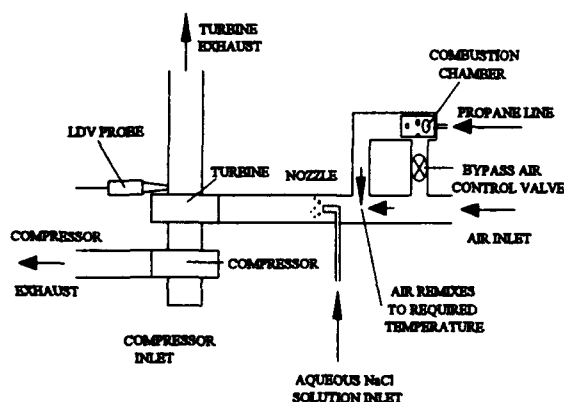 TURBINE
EXHAUST
COMBUSTION
CHAMBER
PROPANE LINE
LDV PROBE
TURBINE
NOZZLE
BYPASS AIR
CONTROL VALVE
AIR INLET
COMPRESSOR
EXHAUST
COMPRESSOR
AIR REMIXES
TO REQUIRED
TEMPERATURE
COMPRESSOR
INLET
AQUEOUS NaCl
SOLUTION INLET